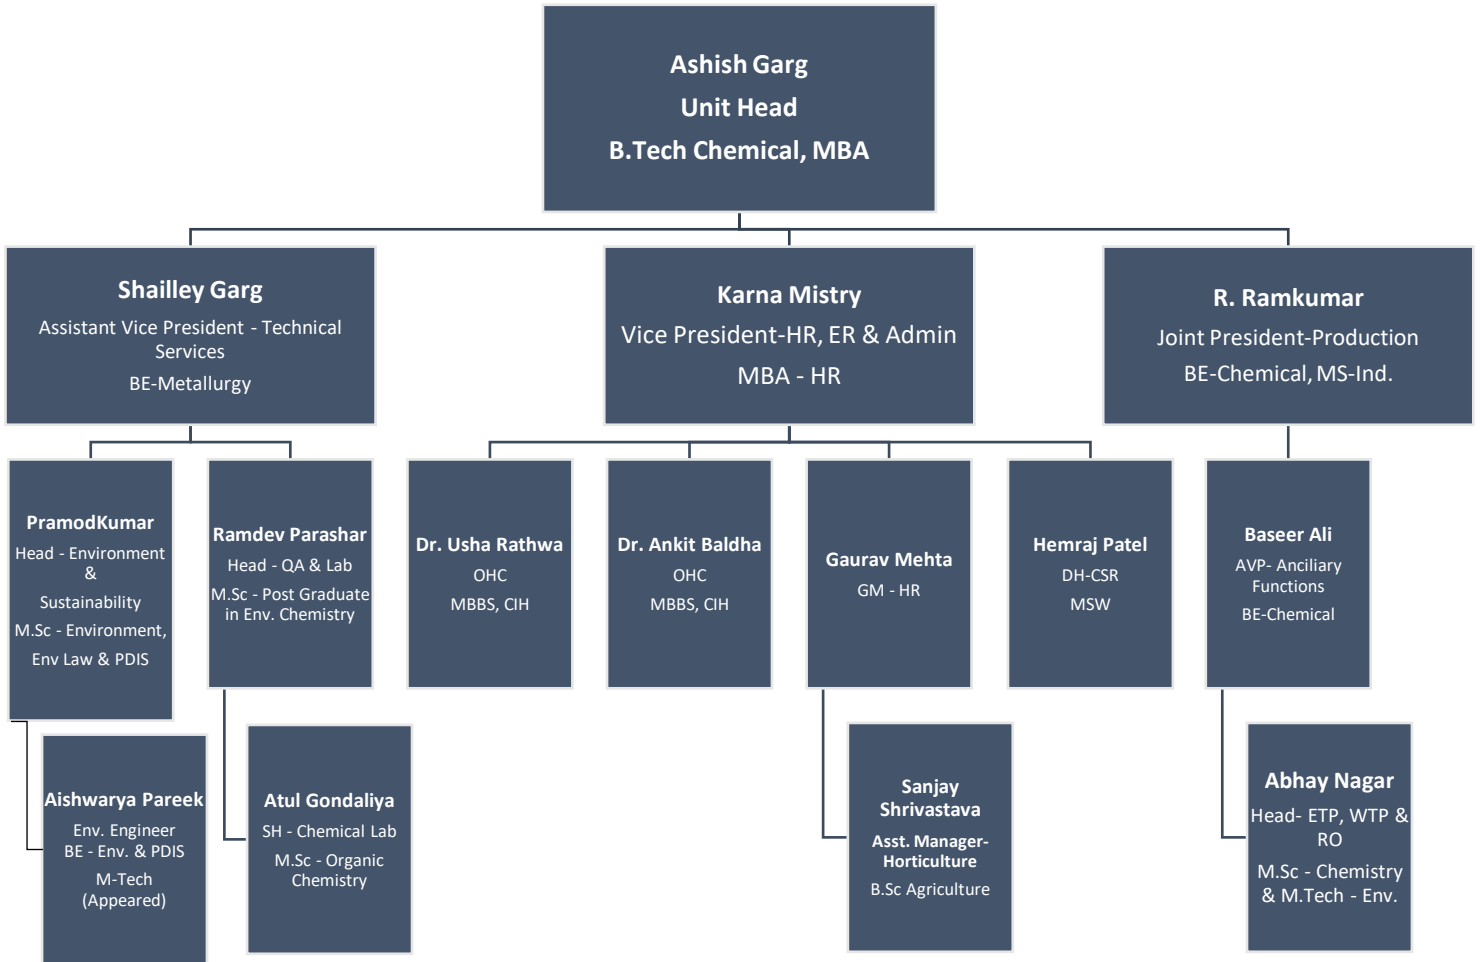 Ashish Garg
Unit Head
B.Tech Chemical, MBA
Shailley Garg
Assistant Vice President - Technical
Services
BE-Metallurgy
Karna Mistry
Vice President-HR, ER & Admin
MBA - HR
R. Ramkumar
Joint President-Production
BE-Chemical, MS-Ind.
PramodKumar
Head - Environment
&
Sustainability
M.Sc - Environment,
Env Law & PDIS
Ramdev Parashar
Head - QA & Lab
M.Sc - Post Graduate
in Env. Chemistry
Dr. Usha Rathwa
OHC
MBBS, CIH
Dr. Ankit Baldha
OHC
MBBS, CIH
Gaurav Mehta
GM - HR
Hemraj Patel
DH-CSR
MSW
Baseer Ali
AVP- Anciliary
Functions
BE-Chemical
Aishwarya Pareek
Env. Engineer
BE - Env. & PDIS
M-Tech
(Appeared)
Atul Gondaliya
SH - Chemical Lab
M.Sc - Organic
Chemistry
Sanjay
Shrivastava
Asst. Manager-
Horticulture
B.Sc Agriculture
Abhay Nagar
Head- ETP, WTP &
RO
M.Sc - Chemistry
& M.Tech - Env.